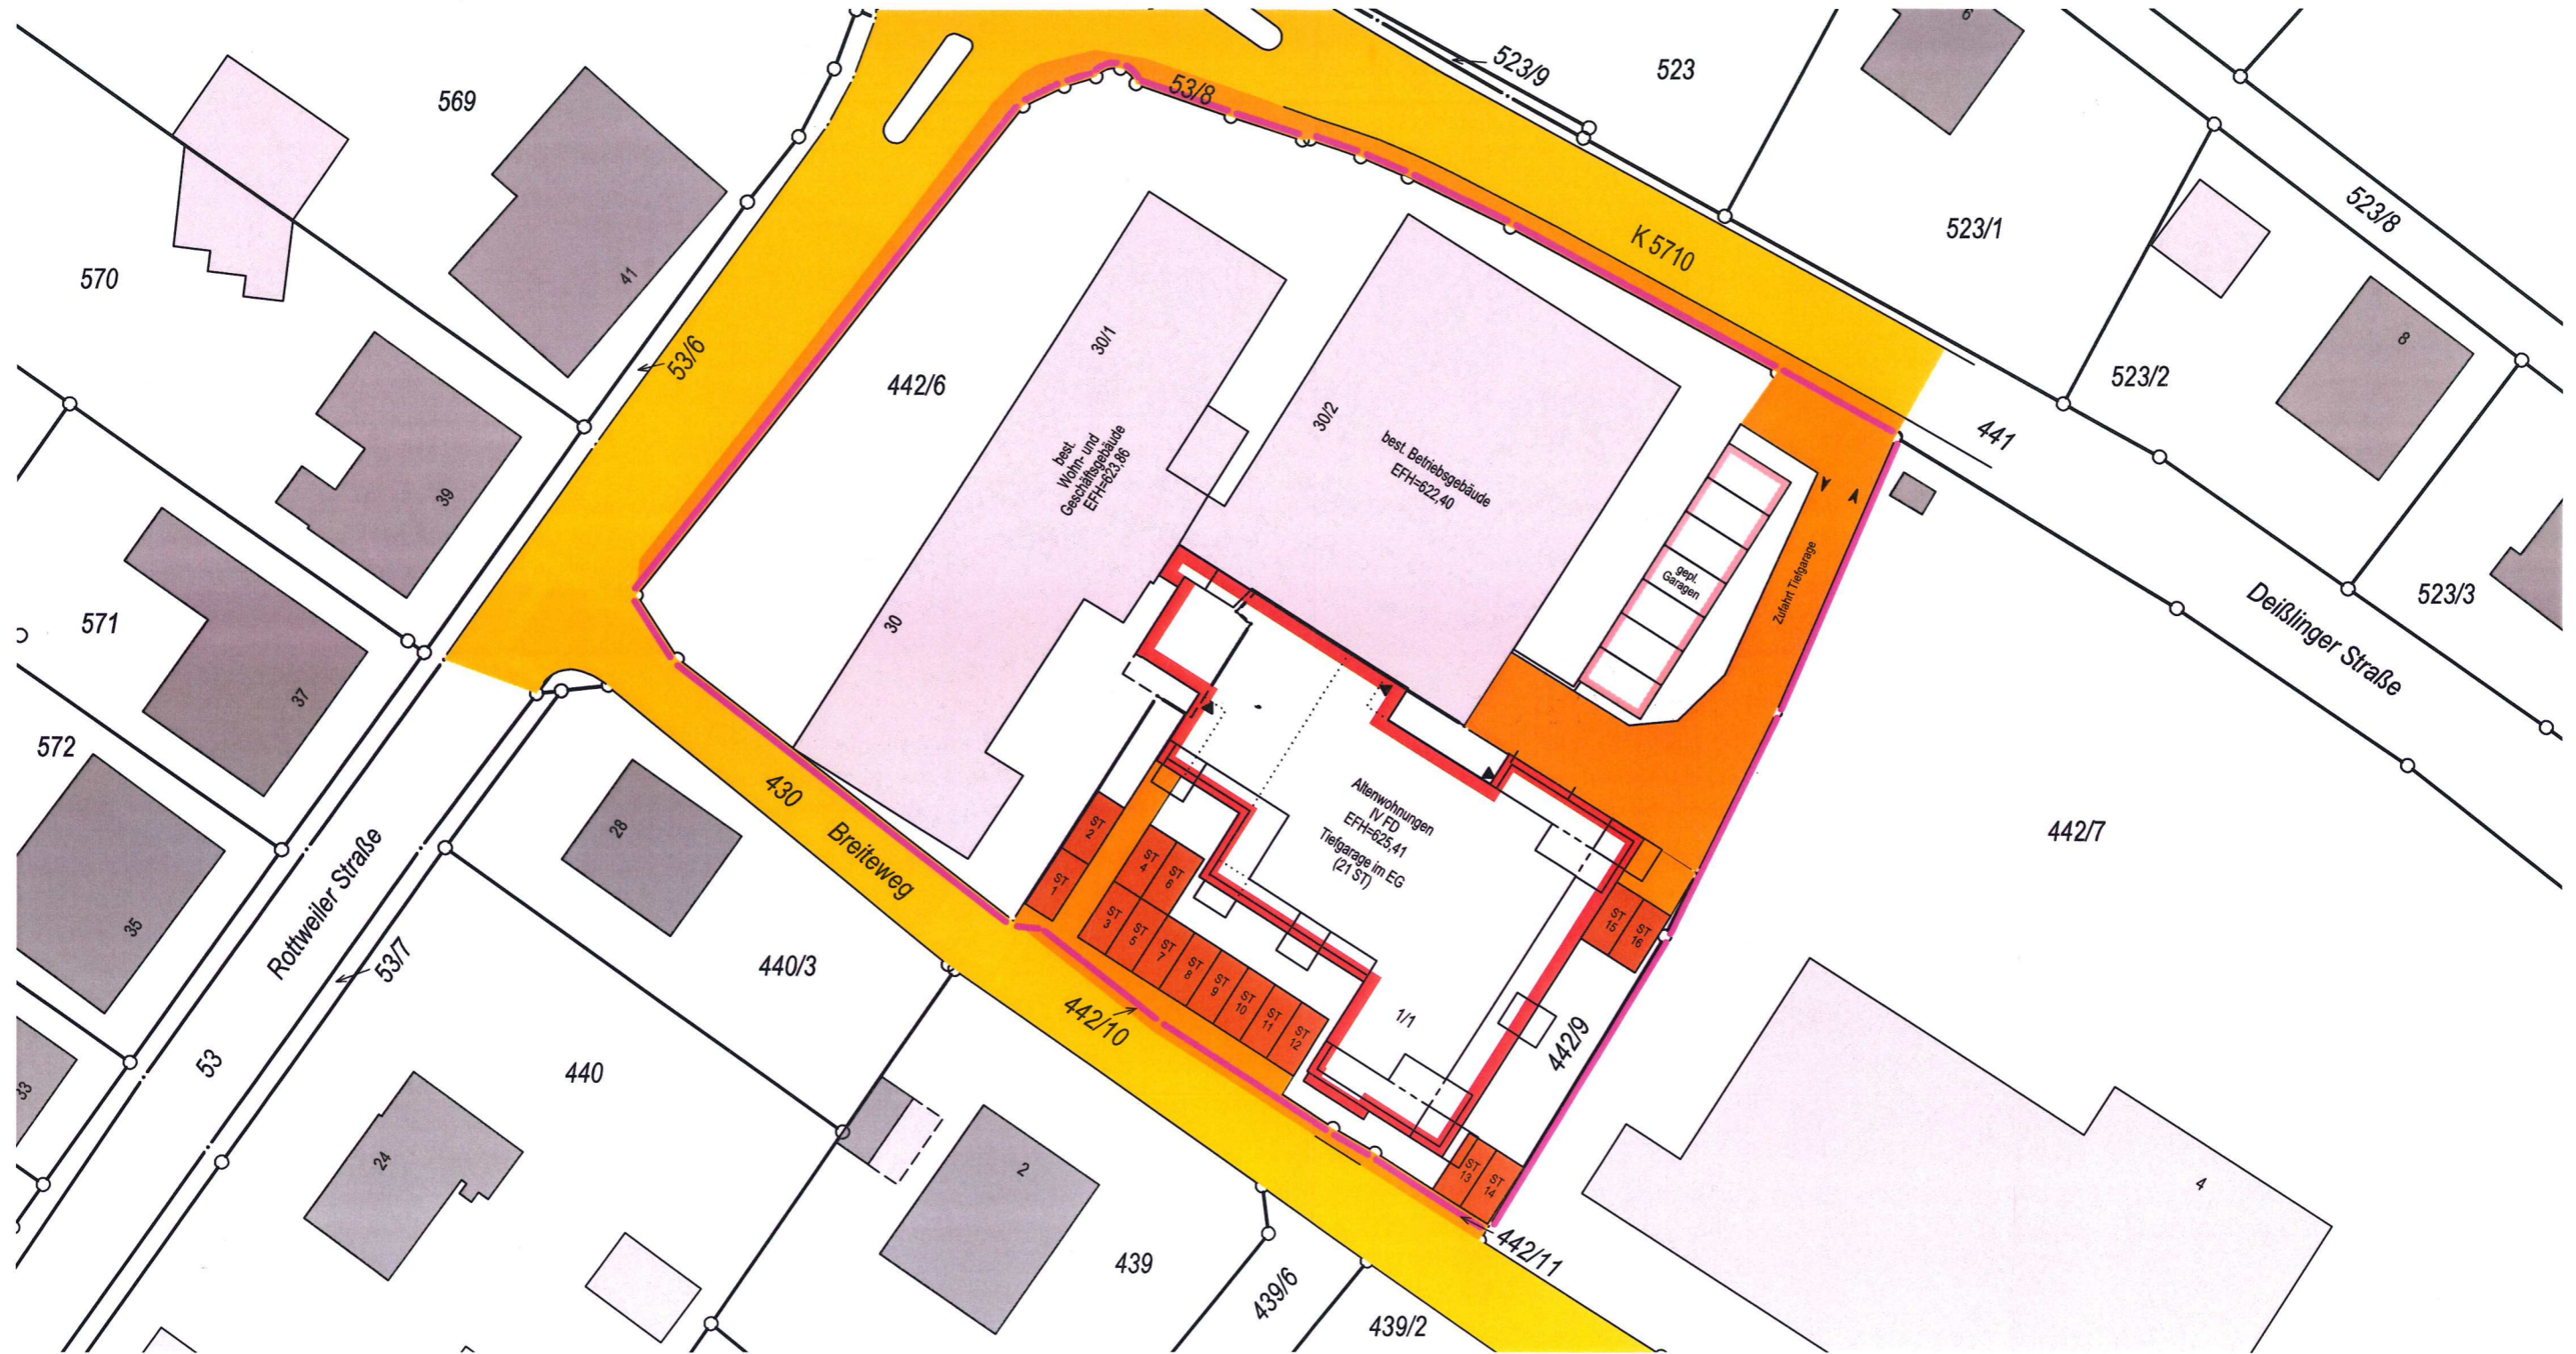 6
523/9
523
569
53/8
523/8
K 5710
523/1
570
41
30/1
53/6
442/6
8
523/2
30/2
best. Betriebsgebäude
EFH=622,40
441
best.
Wohn- und
Geschäftsgebäude
EFH=623,86
39
gepl.
Garagen
Zufahrt Tiefgarage
523/3
571
30
Deißlinger Straße
37
572
430
Breiteweg
28
Altenwohnungen
IV FD
EFH=625,41
Tiefgarage im EG
(21 ST)
442/7
ST
2
ST
1
ST
4
ST
6
ST
3
ST
5
ST
7
ST
8
ST
9
ST
10
ST
11
ST
12
ST
15
ST
16
35
Rottweiler Straße
53/7
440/3
442/10
1/1
442/9
53
440
33
24
2
ST
13
ST
14
4
442/11
439
439/6
439/2